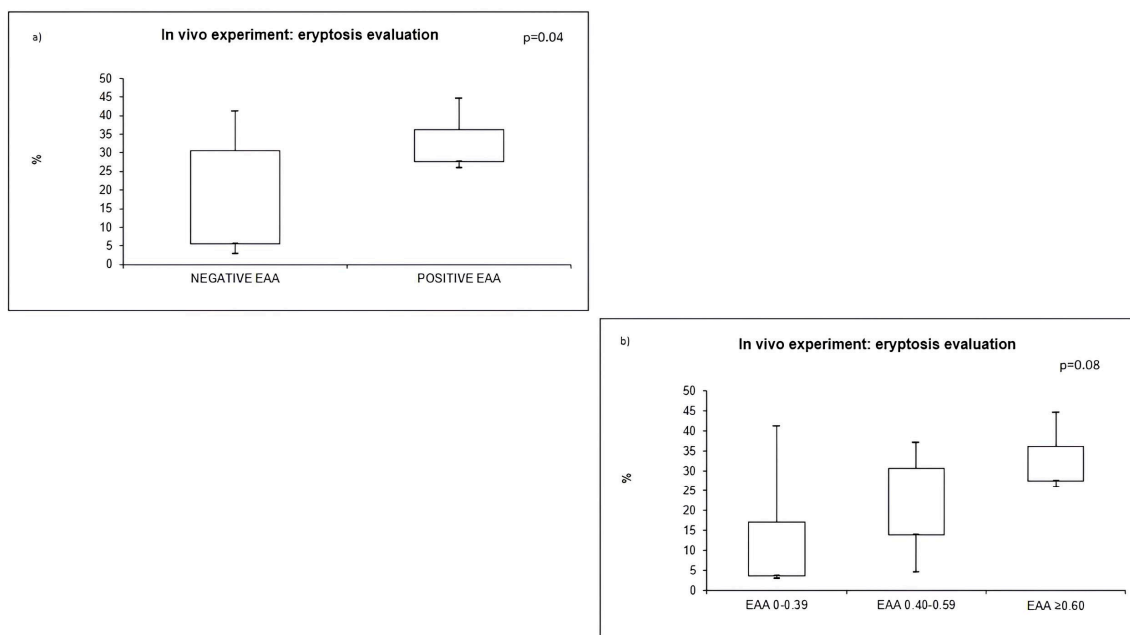 a)
In vivo experiment: eryptosis evaluation
p=0.04
50
45
40
35
30
25
20
15
10
5
0
%
NEGATIVE EAA
POSITIVE EAA
b)
In vivo experiment: eryptosis evaluation
p=0.08
50
45
40
35
30
25
20
15
10
5
0
%
EAA 0-0.39
EAA 0.40-0.59
EAA ≥0.60